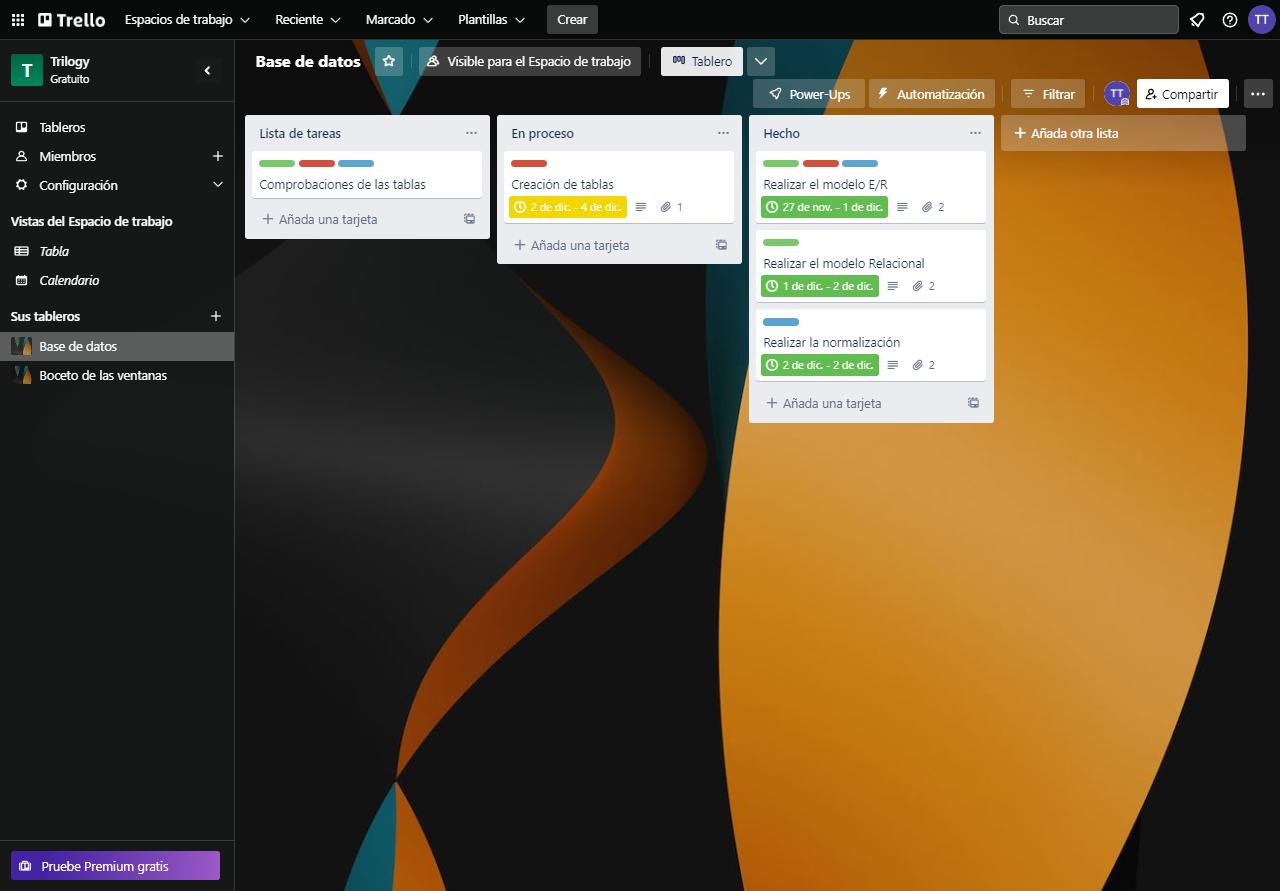 Trello
Espacios de trabajo
Reciente
Marcado
Plantillas
Crear
Buscar
TT
T
Trilogy
Gratuito
Tableros
Miembros
Configuración
Vistas del Espacio de trabajo
Tabla
Calendario
Sus tableros
Base de datos
Boceto de las ventanas
Pruebe Premium gratis
Base de datos
Visible para el Espacio de trabajo
Tablero
Power-Ups
Automatización
Filtrar
TT
Compartir
Lista de tareas
Comprobaciones de las tablas
Añada una tarjeta
En proceso
Creación de tablas
2 de dic. - 4 de dic.
1
Añada una tarjeta
Hecho
Realizar el modelo E/R
27 de nov. - 1 de dic.
2
Realizar el modelo Relacional
1 de dic. - 2 de dic.
2
Realizar la normalización
2 de dic. - 2 de dic.
2
Añada una tarjeta
Añada otra lista